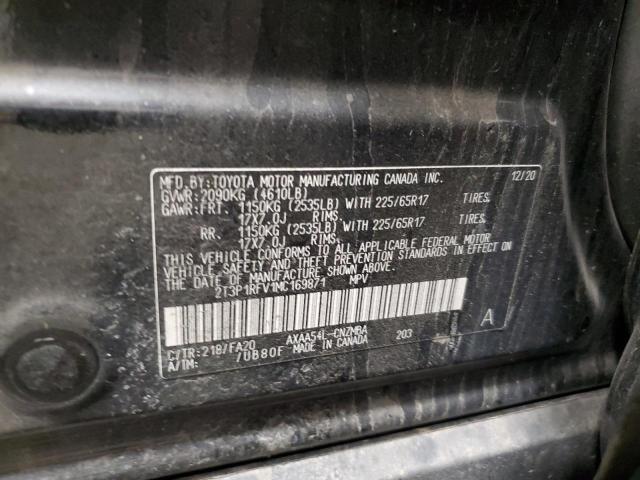 MFD.BY:TOYOTA MOTOR MANUFACTURING CANADA INC. 12/20
GVWR:2090KG (4610LB)
GAWR:FRT. 1150KG (2535LB) WITH 225/65R17 TIRES,
17X7.0J RIMS.
RR. 1150KG (2535LB) WITH 225/65R17 TIRES,
17X7.0J RIMS.
THIS VEHICLE CONFORMS TO ALL APPLICABLE FEDERAL MOTOR
VEHICLE SAFETY AND THEFT PREVENTION STANDARDS IN EFFECT
ON THE DATE OF MANUFACTURE SHOWN ABOVE.
2T3P1RFV1MC169871 MPV
C/TR:218/FA20 AXAA54L-CNZMBA 203 A
A/TM: /UB80F MADE IN CANADA